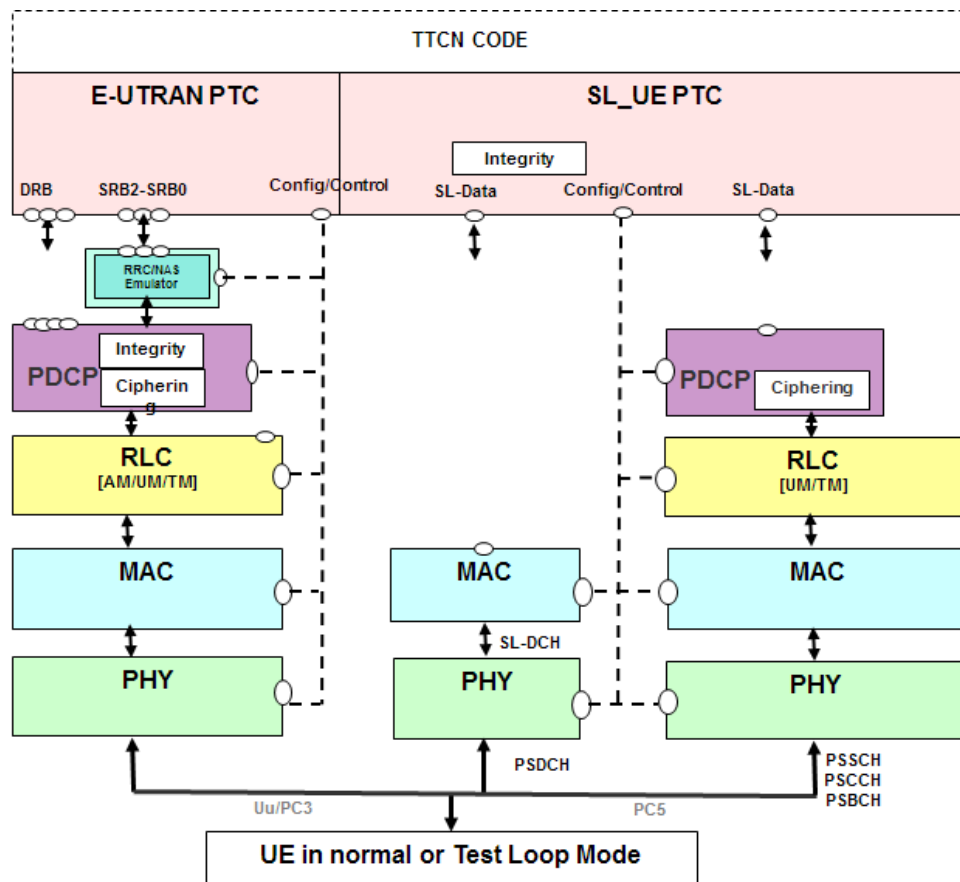 TTCN CODE
E-UTRAN PTC
SL_UE PTC
Integrity
DRB
SRB2-SRB0
Config/Control
SL-Data
Config/Control
SL-Data
RRC/NAS
Emulator
PDCP
Integrity
Cipherin
g
PDCP
Ciphering
RLC
[AM/UM/TM]
RLC
[UM/TM]
MAC
MAC
MAC
SL-DCH
PHY
PHY
PHY
PSDCH
PSSCH
PSCCH
PSBCH
Uu/PC3
PC5
UE in normal or Test Loop Mode